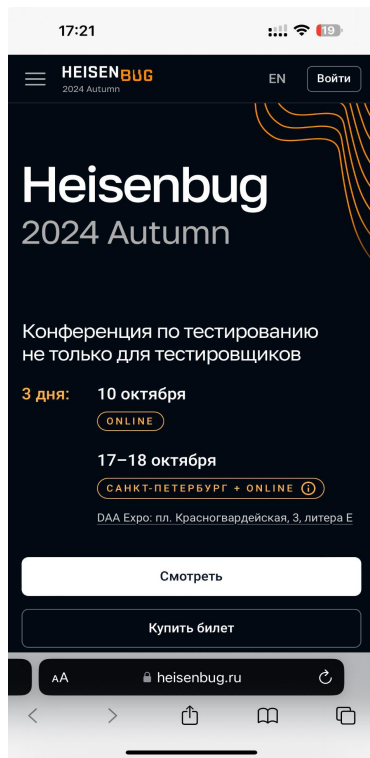 17:21
19
HEISENBUG
2024 Autumn
EN
Войти
Heisenbug
2024 Autumn
Конференция по тестированию
не только для тестировщиков
3 дня:
10 октября
ONLINE
17–18 октября
САНКТ-ПЕТЕРБУРГ + ONLINE
DAA Expo: пл. Красногвардейская, 3, литера Е
Смотреть
Купить билет
AA
heisenbug.ru